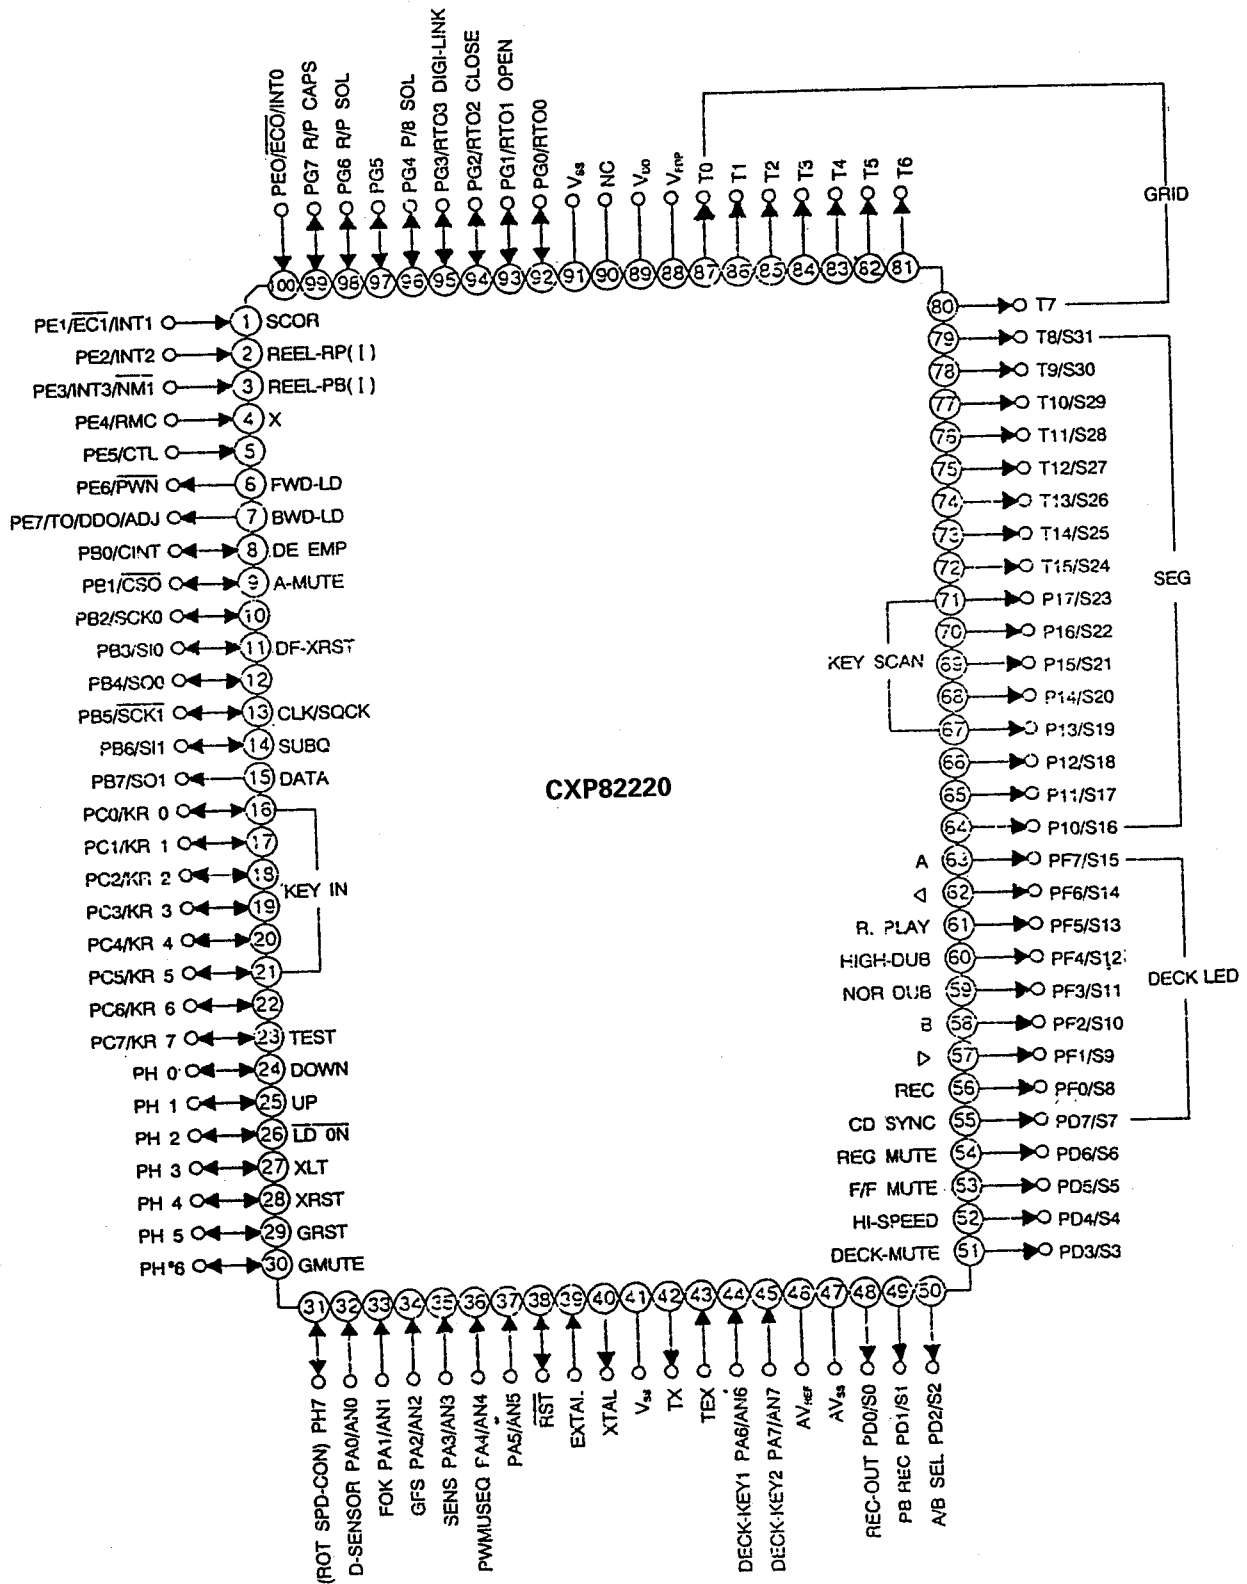 PE0/ECO/INT0
PG7 R/P CAPS
PG6 R/P SOL
PG5
PG4 P/B SOL
PG3/RTO3 DIGI-LINK
PG2/RTO2 CLOSE
PG1/RTO1 OPEN
PG0/RTO0
VSS
NC
VDD
VFDP
T0
T1
T2
T3
T4
T5
T6
GRID
100 99 98 97 96 95 94 93 92 91 90 89 88 87 86 85 84 83 82 81
PE1/EC1/INT1 1 SCOR
PE2/INT2 2 REEL-RP(I)
PE3/INT3/NM1 3 REEL-PB(I)
PE4/RMC 4 X
PE5/CTL 5
PE6/PWN 6 FWD-LD
PE7/TO/DDO/ADJ 7 BWD-LD
PB0/CINT 8 DE EMP
PB1/CSO 9 A-MUTE
PB2/SCK0 10
PB3/SI0 11 DF-XRST
PB4/SO0 12
PB5/SCK1 13 CLK/SQCK
PB6/SI1 14 SUBQ
PB7/SO1 15 DATA
PC0/KR 0 16
PC1/KR 1 17
PC2/KR 2 18
KEY IN
PC3/KR 3 19
PC4/KR 4 20
PC5/KR 5 21
PC6/KR 6 22
PC7/KR 7 23 TEST
PH 0 24 DOWN
PH 1 25 UP
PH 2 26 LD ON
PH 3 27 XLT
PH 4 28 XRST
PH 5 29 GRST
PH 6 30 GMUTE
CXP82220
80 T7
79 T8/S31
78 T9/S30
77 T10/S29
76 T11/S28
75 T12/S27
74 T13/S26
73 T14/S25
72 T15/S24
SEG
71 P17/S23
70 P16/S22
KEY SCAN 69 P15/S21
68 P14/S20
67 P13/S19
66 P12/S18
65 P11/S17
64 P10/S16
A 63 PF7/S15
62 PF6/S14
R. PLAY 61 PF5/S13
HIGH-DUB 60 PF4/S12
DECK LED
NOR DUB 59 PF3/S11
B 58 PF2/S10
57 PF1/S9
REC 56 PF0/S8
CD SYNC 55 PD7/S7
REG MUTE 54 PD6/S6
F/F MUTE 53 PD5/S5
HI-SPEED 52 PD4/S4
DECK-MUTE 51 PD3/S3
31 32 33 34 35 36 37 38 39 40 41 42 43 44 45 46 47 48 49 50
(ROT SPD-CON) PH7
D-SENSOR PA0/AN0
FOK PA1/AN1
GFS PA2/AN2
SENS PA3/AN3
PWMUSEQ PA4/AN4
PA5/AN5
RST
EXTAL
XTAL
VSS
TX
TEX
DECK-KEY1 PA6/AN6
DECK-KEY2 PA7/AN7
AVREF
AVSS
REC-OUT PD0/S0
PB REC PD1/S1
A/B SEL PD2/S2